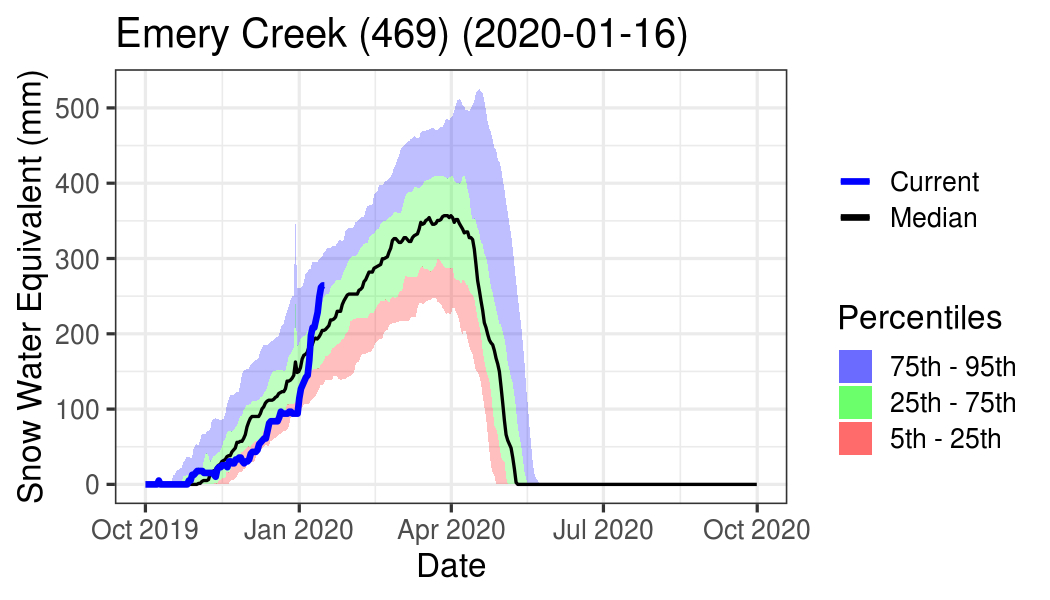 Emery Creek (469) (2020-01-16)
Snow Water Equivalent (mm)
500
400
300
200
100
0
Oct 2019
Jan 2020
Apr 2020
Jul 2020
Oct 2020
Date
Current
Median
Percentiles
75th - 95th
25th - 75th
5th - 25th